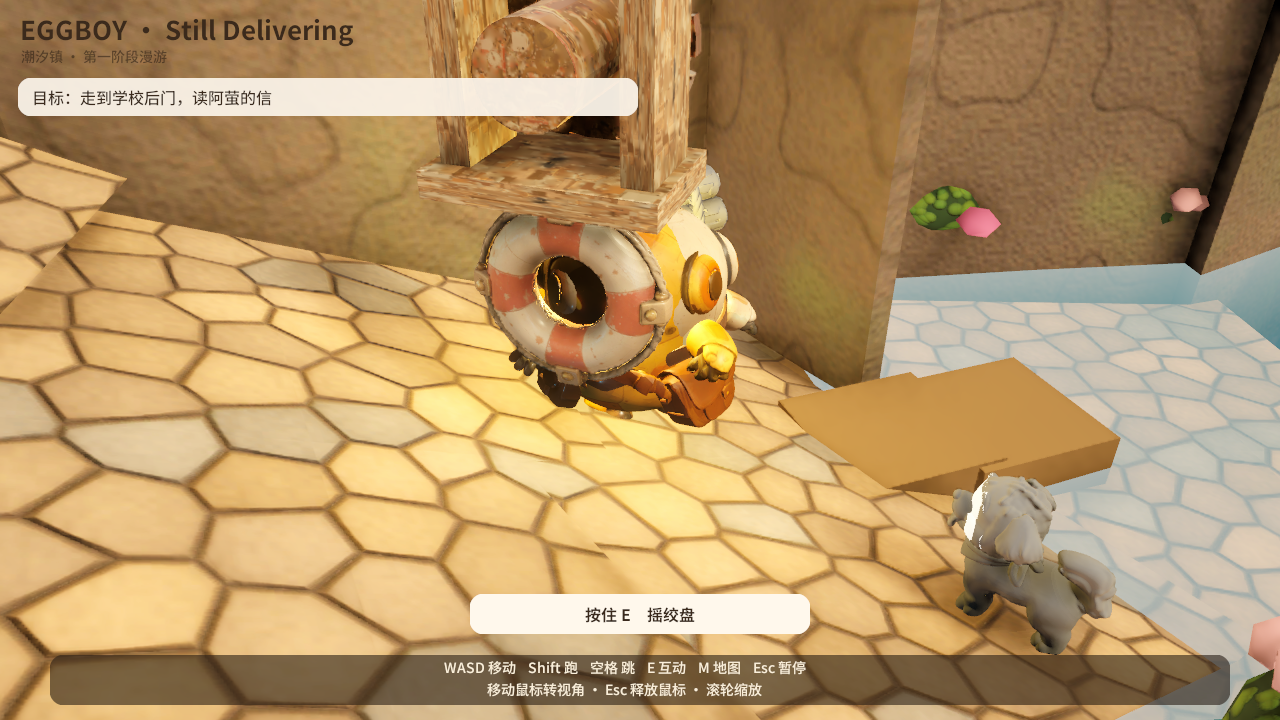 EGGBOY • Still Delivering
潮汐镇 • 第一阶段漫游
目标：走到学校后门，读阿萤的信
按住 E 摇绞盘
WASD 移动 Shift 跑 空格 跳 E 互动 M 地图 Esc 暂停
移动鼠标转视角 • Esc 释放鼠标 • 滚轮缩放